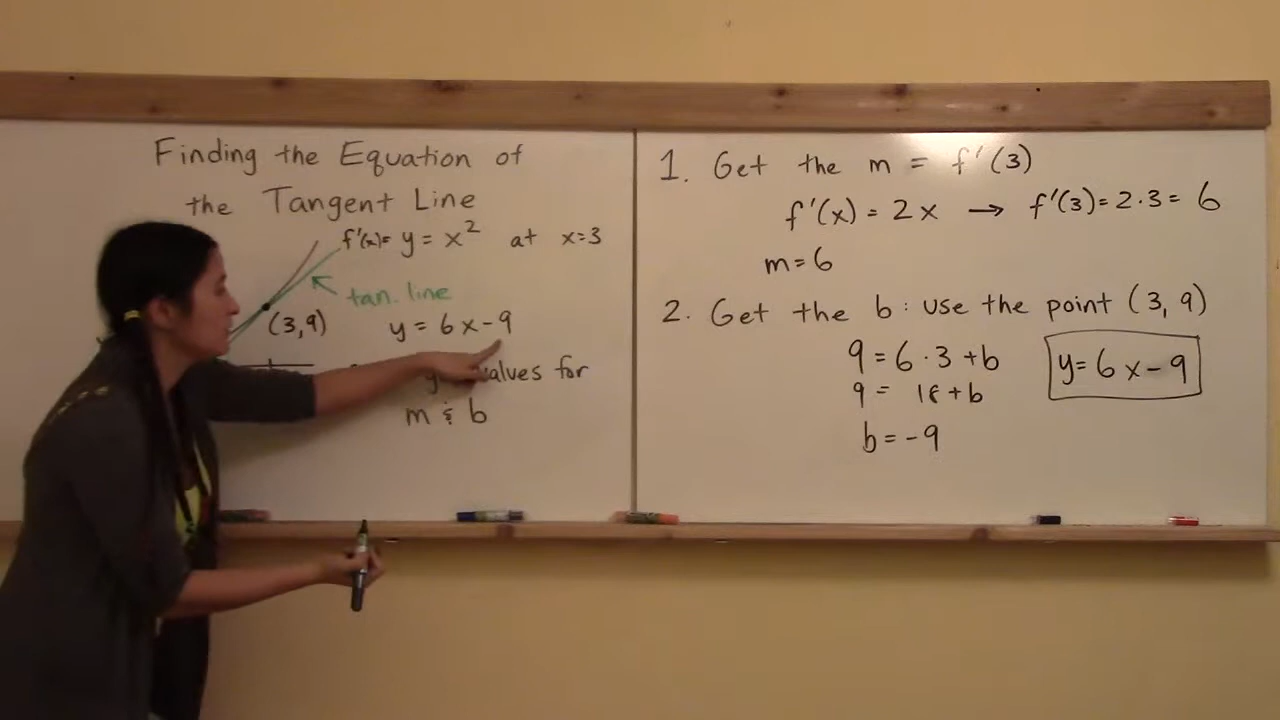 Finding the Equation of
the Tangent Line
f'(x)= y = x² at x=3
tan. line
(3,9)
y = 6x-9
for
m & b
1. Get the m = f'(3)
f'(x) = 2x → f'(3)=2·3= 6
m=6
2. Get the b: use the point (3, 9)
9 = 6·3 +b
9 = 18+b
b= -9
y= 6x-9